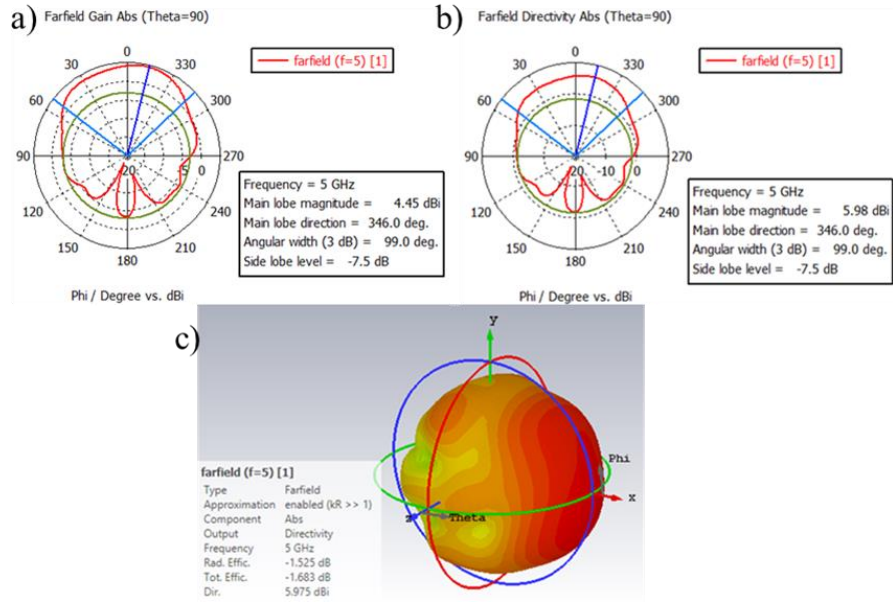 a)
Farfield Gain Abs (Theta=90)
farfield (f=5) [1]
0
30
330
60
300
90
270
20
5
0
120
240
150
210
180
Frequency = 5 GHz
Main lobe magnitude = 4.45 dBi
Main lobe direction = 346.0 deg.
Angular width (3 dB) = 99.0 deg.
Side lobe level = -7.5 dB
Phi / Degree vs. dBi
b)
Farfield Directivity Abs (Theta=90)
farfield (f=5) [1]
0
30
330
60
300
90
270
20
-10
0
120
240
150
210
180
Frequency = 5 GHz
Main lobe magnitude = 5.98 dBi
Main lobe direction = 346.0 deg.
Angular width (3 dB) = 99.0 deg.
Side lobe level = -7.5 dB
Phi / Degree vs. dBi
c)
y
Phi
x
z
Theta
farfield (f=5) [1]
Type Farfield
Approximation enabled (kR >> 1)
Component Abs
Output Directivity
Frequency 5 GHz
Rad. Effic. -1.525 dB
Tot. Effic. -1.683 dB
Dir. 5.975 dBi